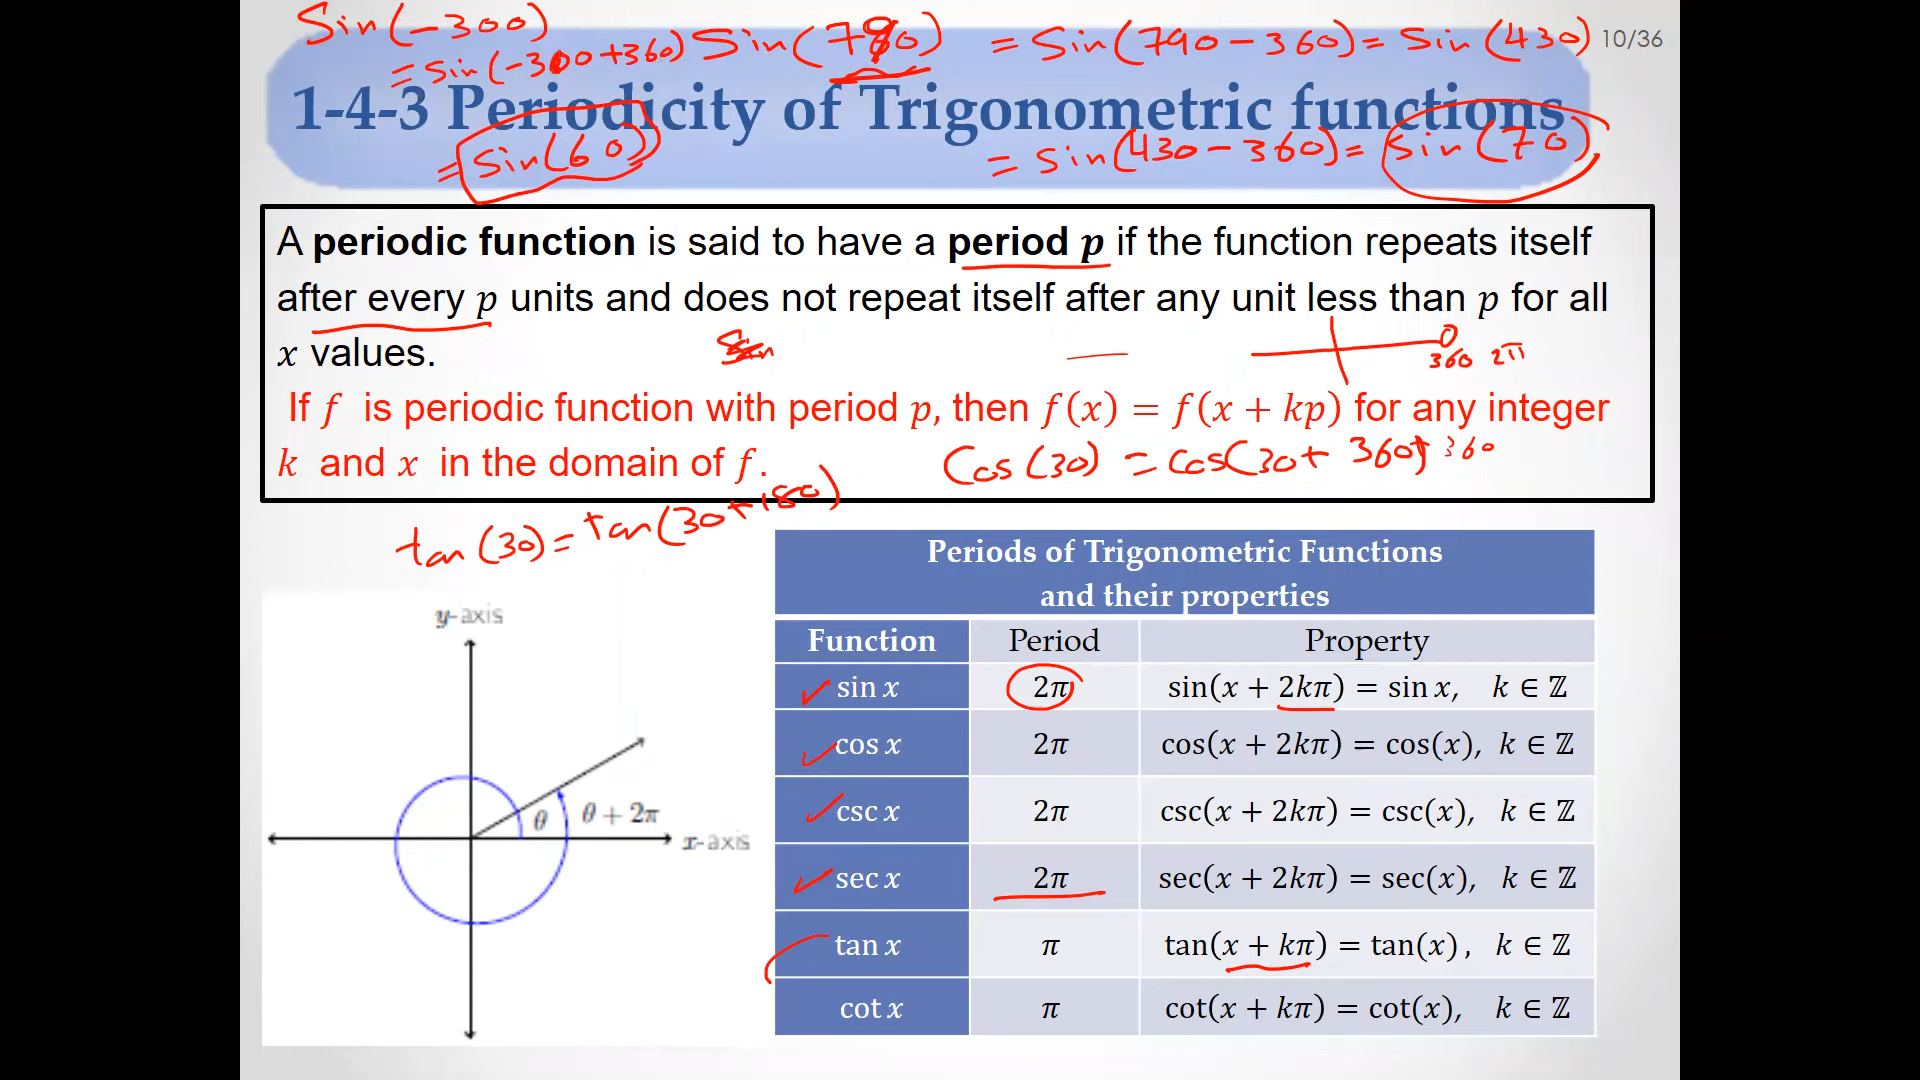 Sin(-300)
= sin(-300+360)
= sin(60)
Sin(790) = Sin(790-360) = Sin(430)
= sin(430-360) = sin(70)
10/36
1-4-3 Periodicity of Trigonometric functions
A periodic function is said to have a period p if the function repeats itself
after every p units and does not repeat itself after any unit less than p for all
x values.
Sin
0
360 2π
If f is periodic function with period p, then f(x) = f(x + kp) for any integer
k and x in the domain of f.
Cos(30) = cos(30+ 360)+ 360
tan(30) = tan(30+180)
y-axis
θ
θ + 2π
x-axis
Periods of Trigonometric Functions
and their properties
Function Period Property
sin x 2π sin(x + 2kπ) = sin x, k ∈ ℤ
cos x 2π cos(x + 2kπ) = cos(x), k ∈ ℤ
csc x 2π csc(x + 2kπ) = csc(x), k ∈ ℤ
sec x 2π sec(x + 2kπ) = sec(x), k ∈ ℤ
tan x π tan(x + kπ) = tan(x), k ∈ ℤ
cot x π cot(x + kπ) = cot(x), k ∈ ℤ